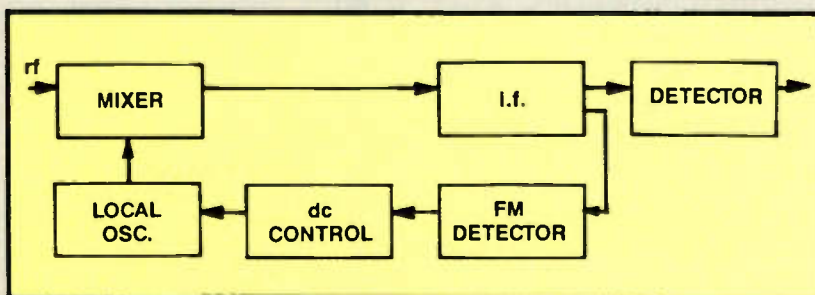 rf
MIXER
i.f.
DETECTOR
LOCAL
OSC.
dc
CONTROL
FM
DETECTOR